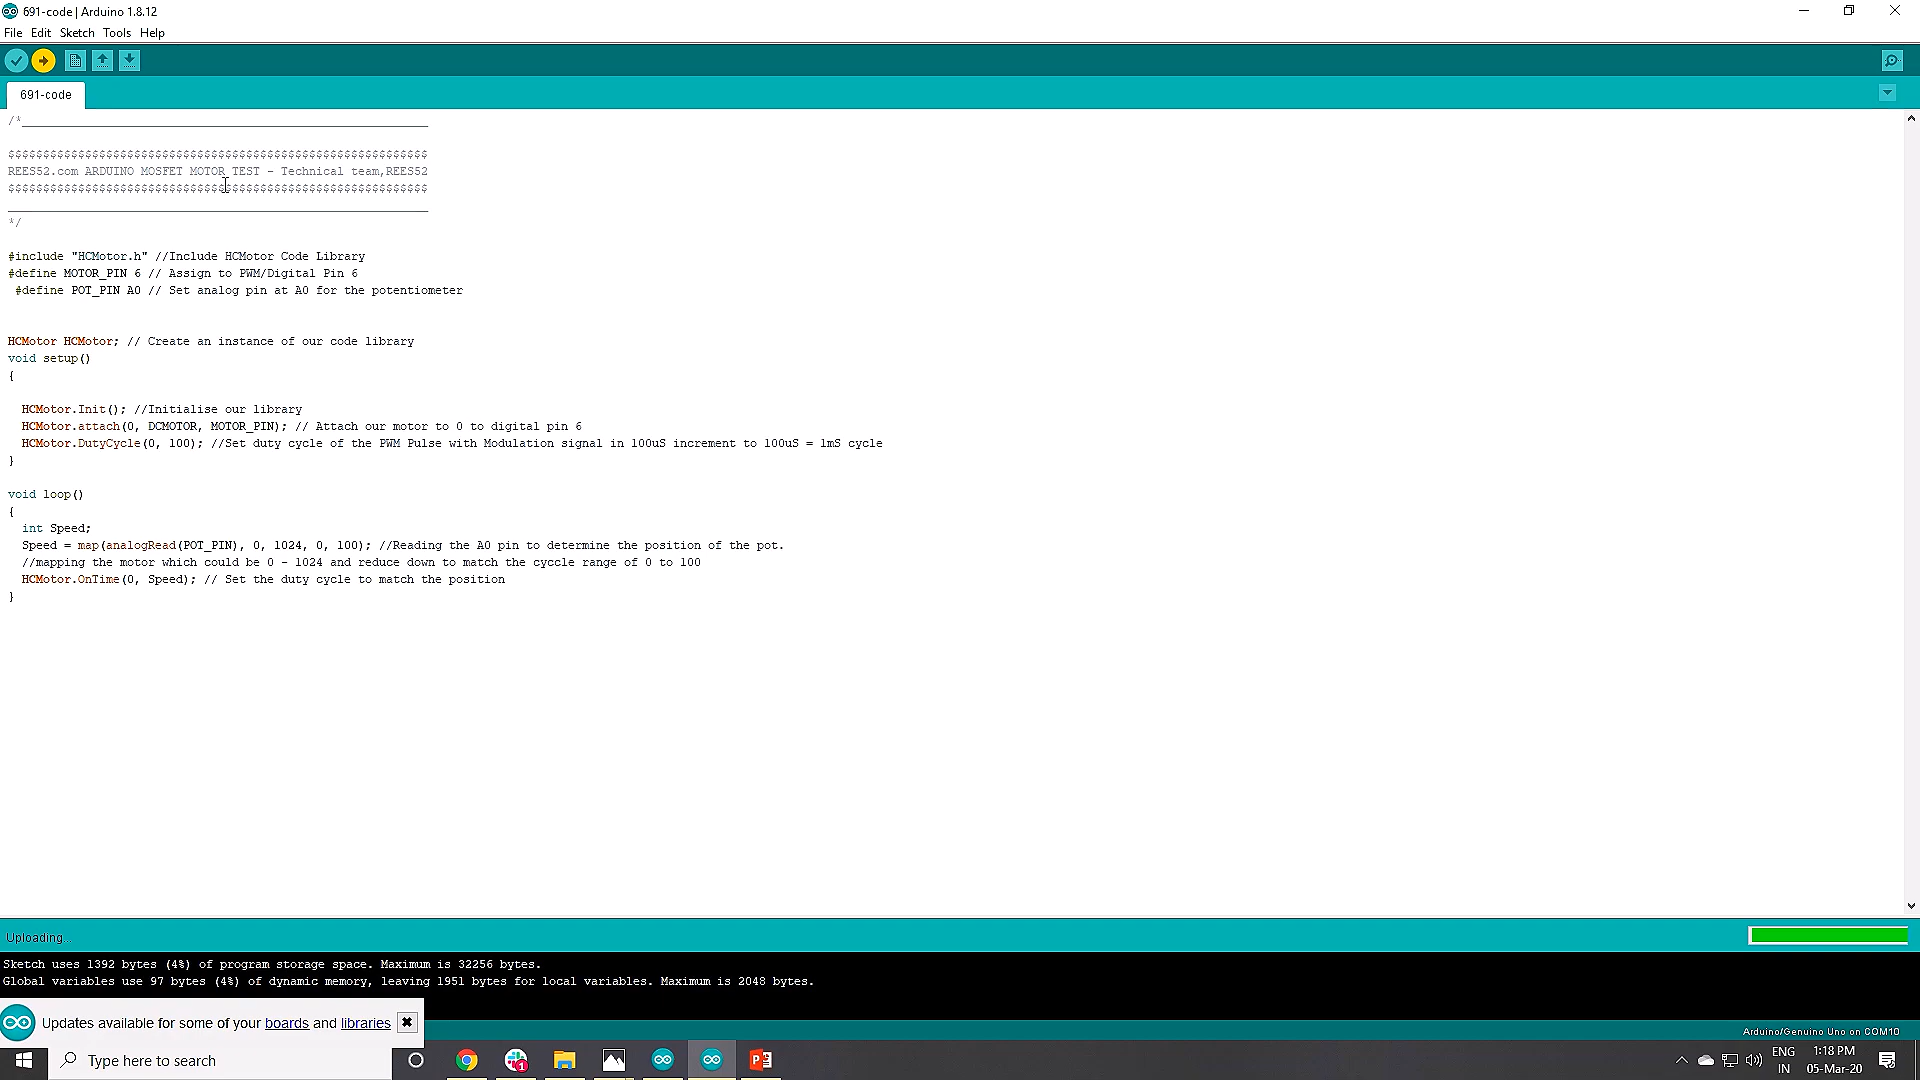 691-code | Arduino 1.8.12
File Edit Sketch Tools Help
691-code
/*__________________________________________________________
$$$$$$$$$$$$$$$$$$$$$$$$$$$$$$$$$$$$$$$$$$$$$$$$$$$$$$$$$$$$
REES52.com ARDUINO MOSFET MOTOR TEST - Technical team,REES52
$$$$$$$$$$$$$$$$$$$$$$$$$$$$$$$$$$$$$$$$$$$$$$$$$$$$$$$$$$$$
____________________________________________________________
*/
#include "HCMotor.h" //Include HCMotor Code Library
#define MOTOR_PIN 6 // Assign to PWM/Digital Pin 6
#define POT_PIN A0 // Set analog pin at A0 for the potentiometer
HCMotor HCMotor; // Create an instance of our code library
void setup()
{
HCMotor.Init(); //Initialise our library
HCMotor.attach(0, DCMOTOR, MOTOR_PIN); // Attach our motor to 0 to digital pin 6
HCMotor.DutyCycle(0, 100); //Set duty cycle of the PWM Pulse with Modulation signal in 100uS increment to 100uS = 1mS cycle
}
void loop()
{
int Speed;
Speed = map(analogRead(POT_PIN), 0, 1024, 0, 100); //Reading the A0 pin to determine the position of the pot.
//mapping the motor which could be 0 - 1024 and reduce down to match the cyccle range of 0 to 100
HCMotor.OnTime(0, Speed); // Set the duty cycle to match the position
}
Uploading...
Sketch uses 1392 bytes (4%) of program storage space. Maximum is 32256 bytes.
Global variables use 97 bytes (4%) of dynamic memory, leaving 1951 bytes for local variables. Maximum is 2048 bytes.
Updates available for some of your boards and libraries
Arduino/Genuino Uno on COM10
Type here to search
1
ENG
IN
1:18 PM
05-Mar-20